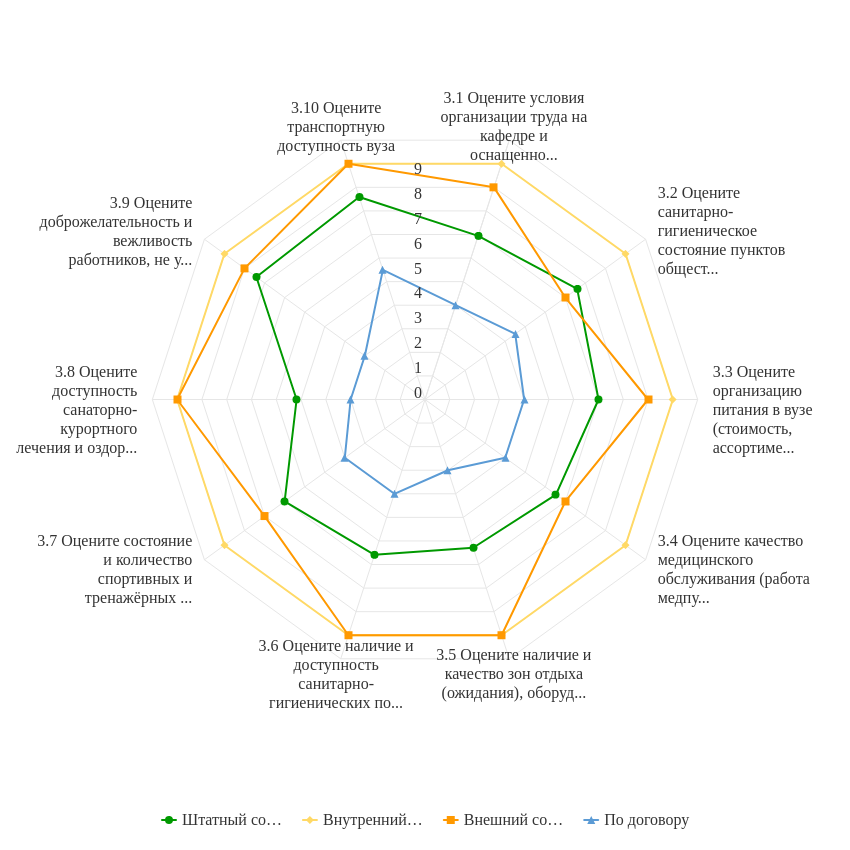 3.10 Оцените
транспортную
доступность вуза
3.1 Оцените условия
организации труда на
кафедре и
оснащенно...
3.2 Оцените
санитарно-
гигиеническое
состояние пунктов
общест...
3.3 Оцените
организацию
питания в вузе
(стоимость,
ассортиме...
3.4 Оцените качество
медицинского
обслуживания (работа
медпу...
3.5 Оцените наличие и
качество зон отдыха
(ожидания), оборуд...
3.6 Оцените наличие и
доступность
санитарно-
гигиенических по...
3.7 Оцените состояние
и количество
спортивных и
тренажёрных ...
3.8 Оцените
доступность
санаторно-
курортного
лечения и оздор...
3.9 Оцените
доброжелательность и
вежливость
работников, не у...
9
8
7
6
5
4
3
2
1
0
Штатный со…
Внутренний…
Внешний со…
По договору